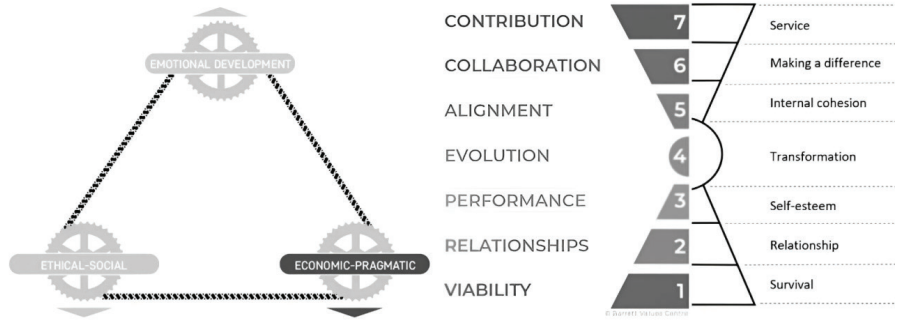 EMOTIONAL DEVELOPMENT
ETHICAL-SOCIAL
ECONOMIC-PRAGMATIC
CONTRIBUTION 7 Service
COLLABORATION 6 Making a difference
ALIGNMENT 5 Internal cohesion
EVOLUTION 4 Transformation
PERFORMANCE 3 Self-esteem
RELATIONSHIPS 2 Relationship
VIABILITY 1 Survival
© Barrett Values Centre